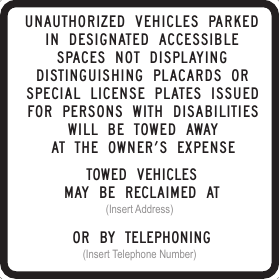 UNAUTHORIZED VEHICLES PARKED
IN DESIGNATED ACCESSIBLE
SPACES NOT DISPLAYING
DISTINGUISHING PLACARDS OR
SPECIAL LICENSE PLATES ISSUED
FOR PERSONS WITH DISABILITIES
WILL BE TOWED AWAY
AT THE OWNER'S EXPENSE
TOWED VEHICLES
MAY BE RECLAIMED AT
(Insert Address)
OR BY TELEPHONING
(Insert Telephone Number)